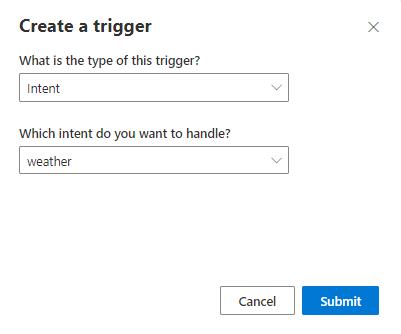 Create a trigger
What is the type of this trigger?
Intent
Which intent do you want to handle?
weather
Cancel
Submit